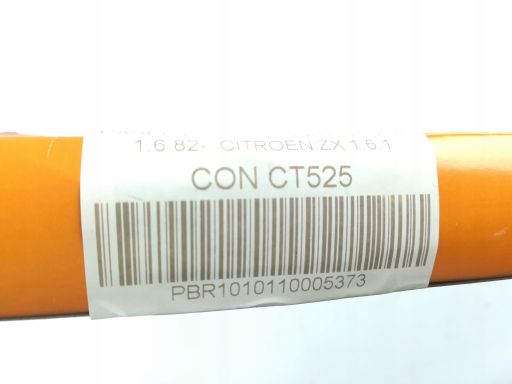 1.6 82- CITROEN ZX 1 6,1
CON CT525
PBR1010110005373